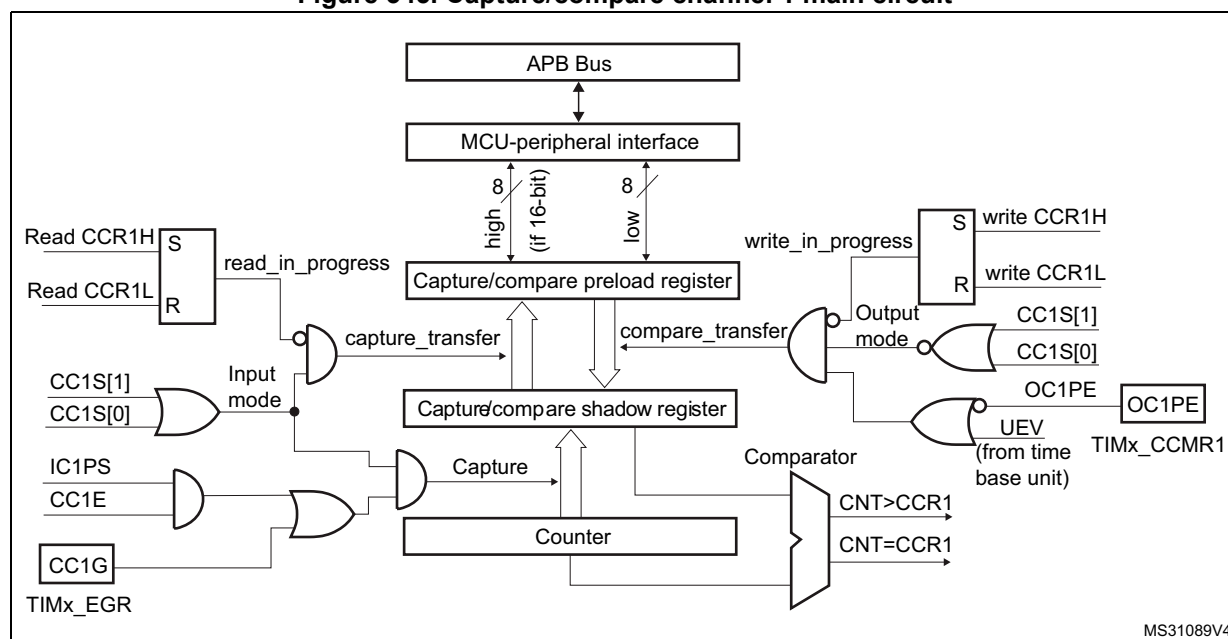 APB Bus
MCU-peripheral interface
8
high
(if 16-bit)
8
low
Read CCR1H
S
read_in_progress
Read CCR1L
R
write_in_progress
S
write CCR1H
R
write CCR1L
Capture/compare preload register
capture_transfer
compare_transfer
Output
mode
CC1S[1]
CC1S[0]
CC1S[1]
CC1S[0]
Input
mode
Capture/compare shadow register
OC1PE
OC1PE
UEV
(from time
base unit)
TIMx_CCMR1
IC1PS
CC1E
Capture
Comparator
CNT>CCR1
CNT=CCR1
Counter
CC1G
TIMx_EGR
MS31089V4